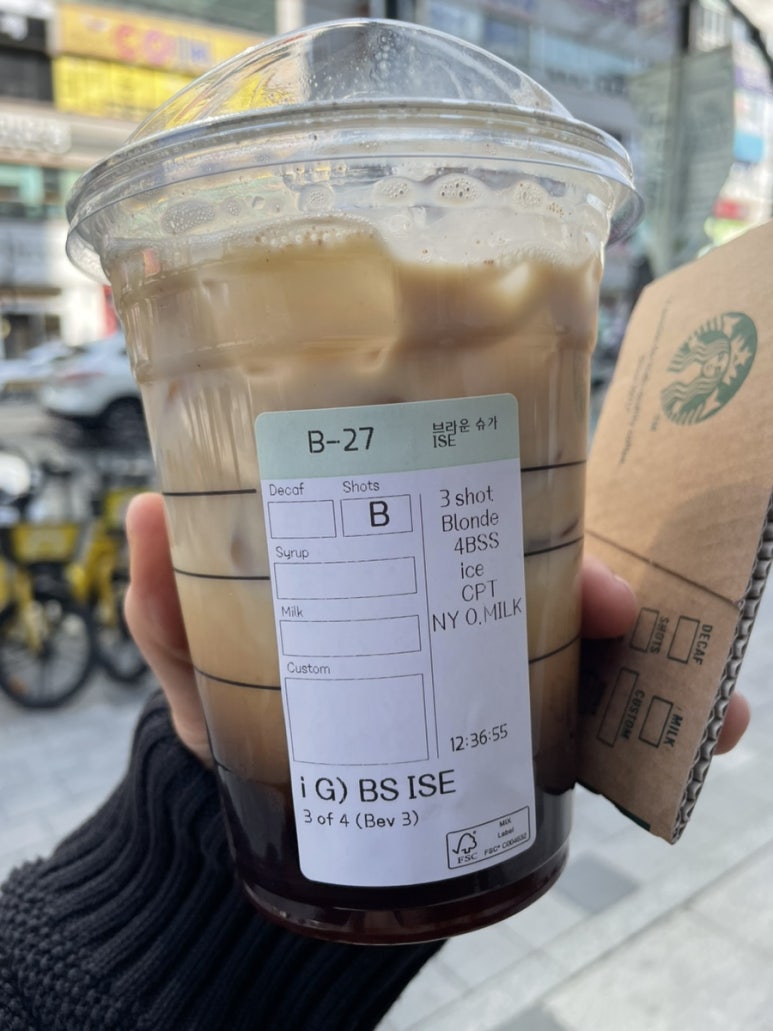 B-27
브라운 슈가
ISE
Decaf
Shots
B
Syrup
Milk
Custom
3 shot
Blonde
4BSS
ice
CPT
NY O.MILK
12:36:55
i G) BS ISE
3 of 4 (Bev 3)
FSC
MIX
Label
DECAF
SHOTS
MILK
CUSTOM